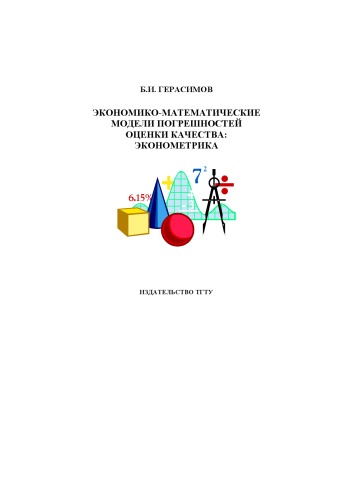 Б.И. ГЕРАСИМОВ
ЭКОНОМИКО-МАТЕМАТИЧЕСКИЕ
МОДЕЛИ ПОГРЕШНОСТЕЙ
ОЦЕНКИ КАЧЕСТВА:
ЭКОНОМЕТРИКА
7²
6.15%
ИЗДАТЕЛЬСТВО ТГТУ